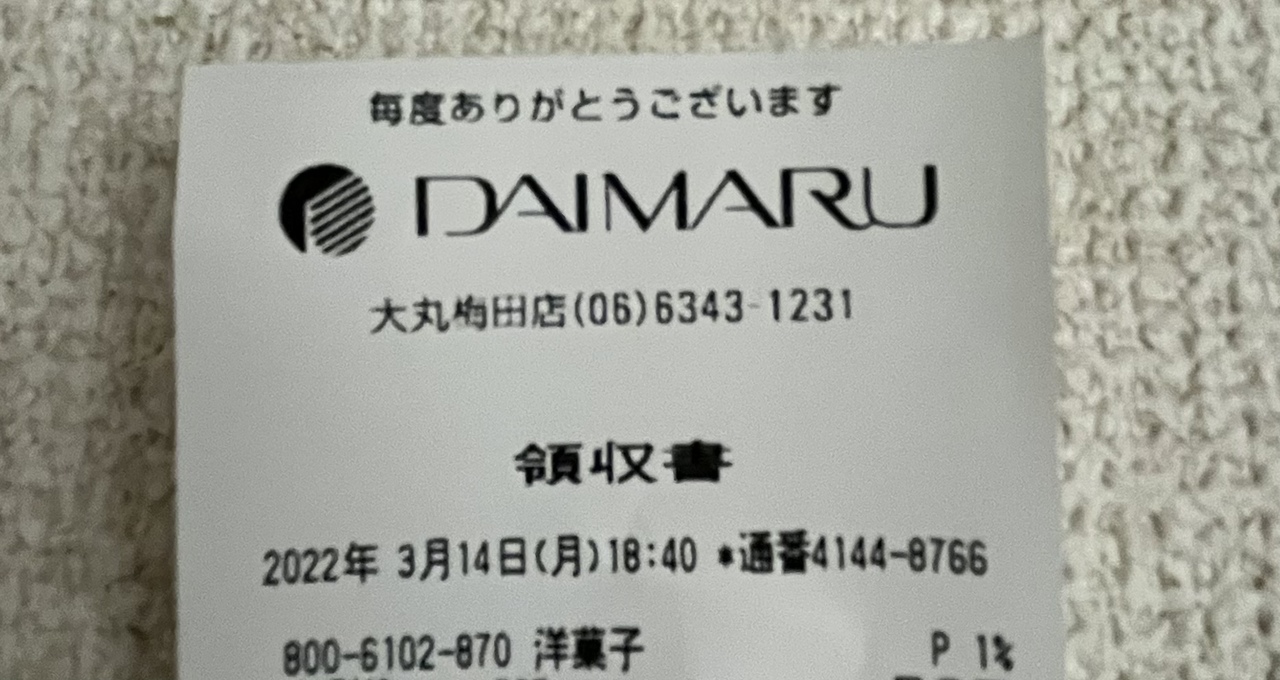 毎度ありがとうございます
DAIMARU
大丸梅田店(06)6343-1231
領収書
2022年 3月14日(月)18:40 *通番4144-8766
800-6102-870 洋菓子 P 1%